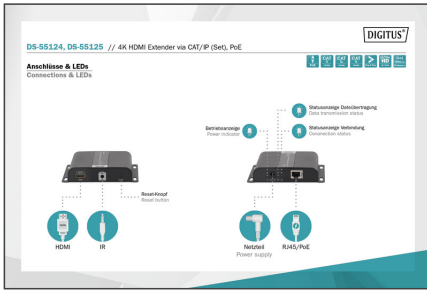 DIGITUS®
DS-55124, DS-55125 // 4K HDMI Extender via CAT/IP (Set), PoE
Anschlüsse & LEDs
Connections & LEDs
Statusanzeige Dateiübertragung
Data transmission status
Betriebsanzeige
Power indicator
Statusanzeige Verbindung
Connection status
Reset-Knopf
Reset button
HDMI
IR
Netzteil
Power supply
RJ45/PoE